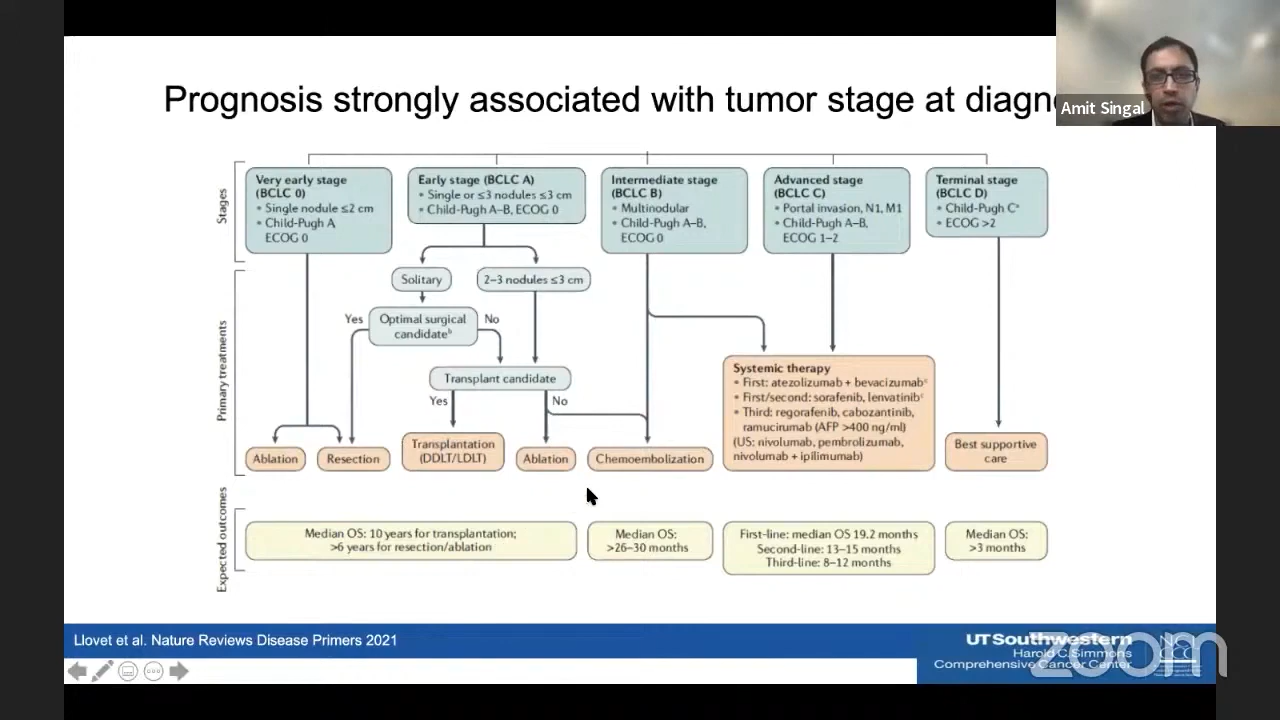 Prognosis strongly associated with tumor stage at
Amit Singal
Stages
Very early stage
(BCLC 0)
• Single nodule ≤2 cm
• Child-Pugh A
ECOG 0
Early stage (BCLC A)
• Single or ≤3 nodules ≤3 cm
• Child-Pugh A–B, ECOG 0
Intermediate stage
(BCLC B)
• Multinodular
• Child-Pugh A–B,
ECOG 0
Advanced stage
(BCLC C)
• Portal invasion, N1, M1
• Child-Pugh A–B,
ECOG 1–2
Terminal stage
(BCLC D)
• Child-Pugh Cᵃ
• ECOG >2
Primary treatments
Solitary
2–3 nodules ≤3 cm
Yes
Optimal surgical
candidateᵇ
No
Transplant candidate
Yes
No
Ablation
Resection
Transplantation
(DDLT/LDLT)
Ablation
Chemoembolization
Systemic therapy
• First: atezolizumab + bevacizumabᶜ
• First/second: sorafenib, lenvatinibᶜ
• Third: regorafenib, cabozantinib,
ramucirumab (AFP >400 ng/ml)
(US: nivolumab, pembrolizumab,
nivolumab + ipilimumab)
Best supportive
care
Expected outcomes
Median OS: 10 years for transplantation;
>6 years for resection/ablation
Median OS:
>26–30 months
First-line: median OS 19.2 months
Second-line: 13–15 months
Third-line: 8–12 months
Median OS:
>3 months
Llovet et al. Nature Reviews Disease Primers 2021
UTSouthwestern
Harold C. Simmons
Comprehensive Cancer Center
zoom